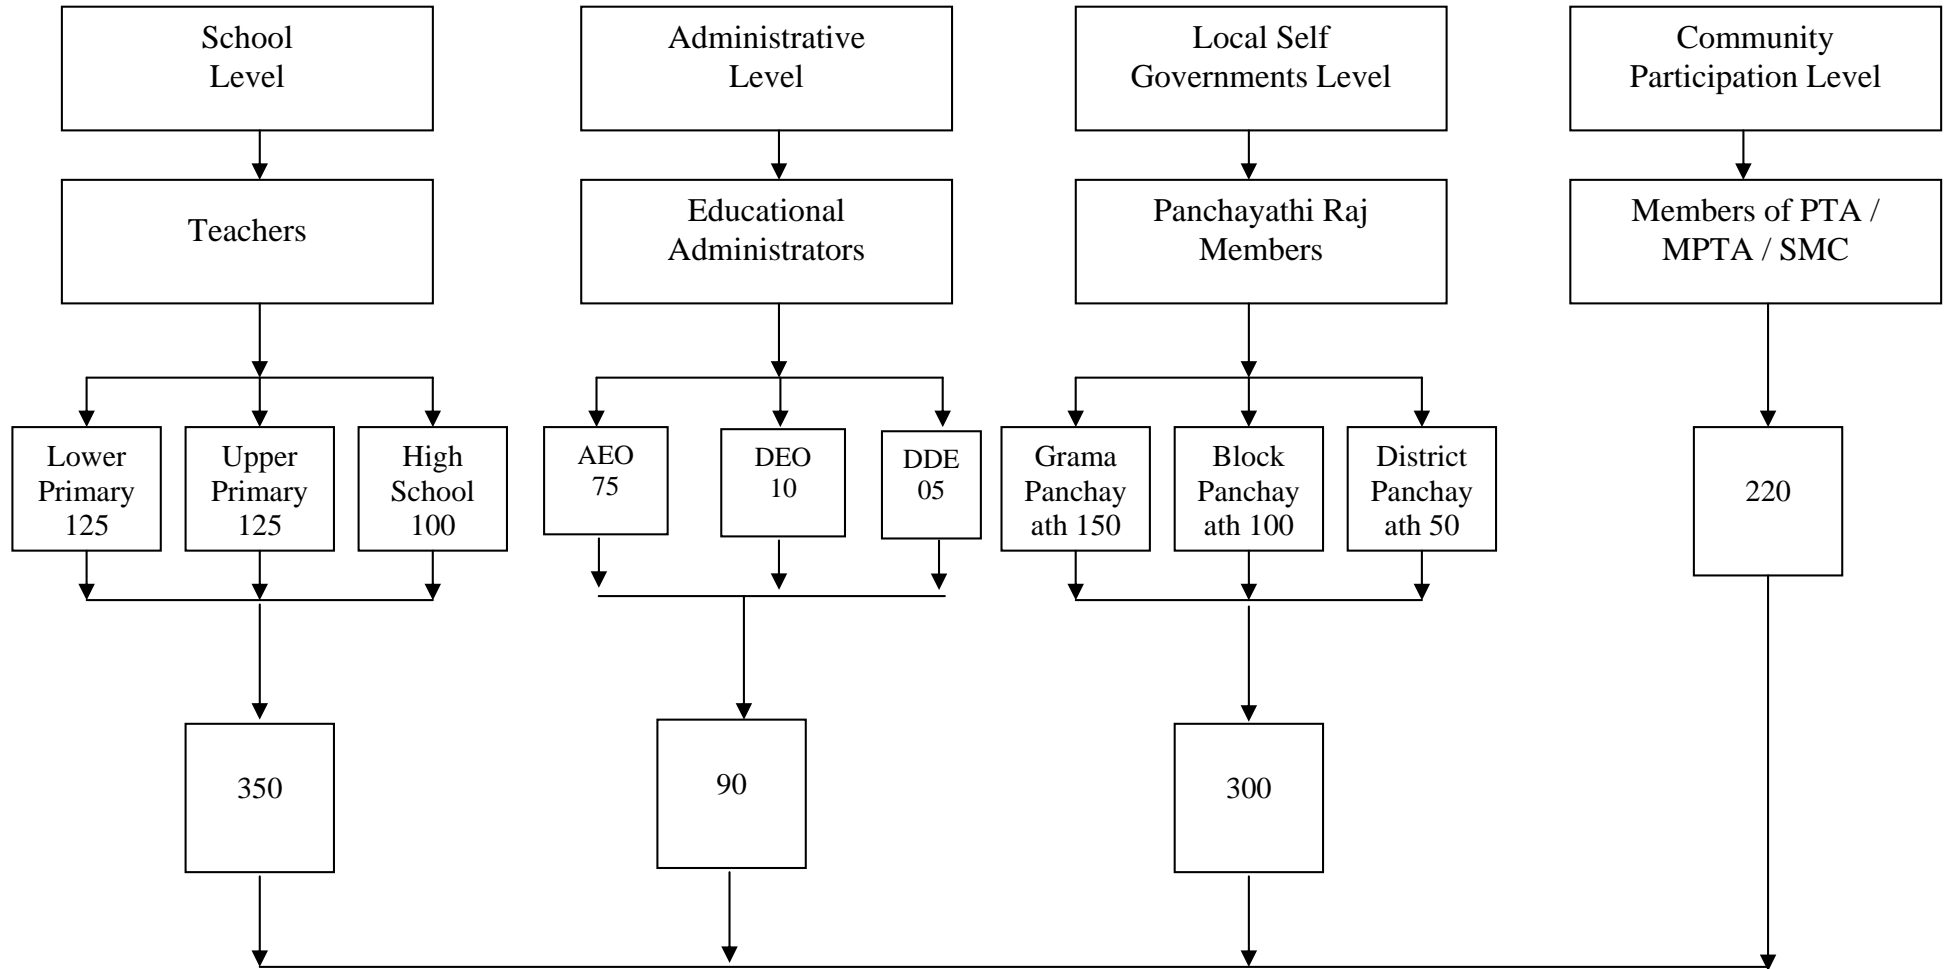 School
Level
Administrative
Level
Local Self
Governments Level
Community
Participation Level
Teachers
Educational
Administrators
Panchayathi Raj
Members
Members of PTA /
MPTA / SMC
Lower
Primary
125
Upper
Primary
125
High
School
100
AEO
75
DEO
10
DDE
05
Grama
Panchay
ath 150
Block
Panchay
ath 100
District
Panchay
ath 50
220
350
90
300